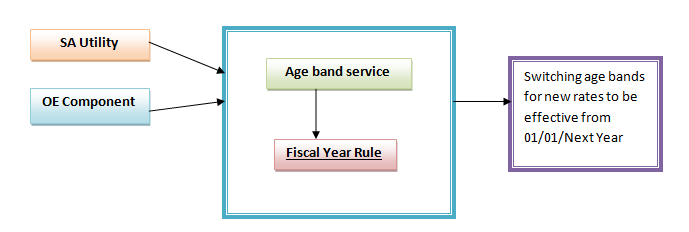 SA Utility
OE Component
Age band service
Fiscal Year Rule
Switching age bands
for new rates to be
effective from
01/01/Next Year